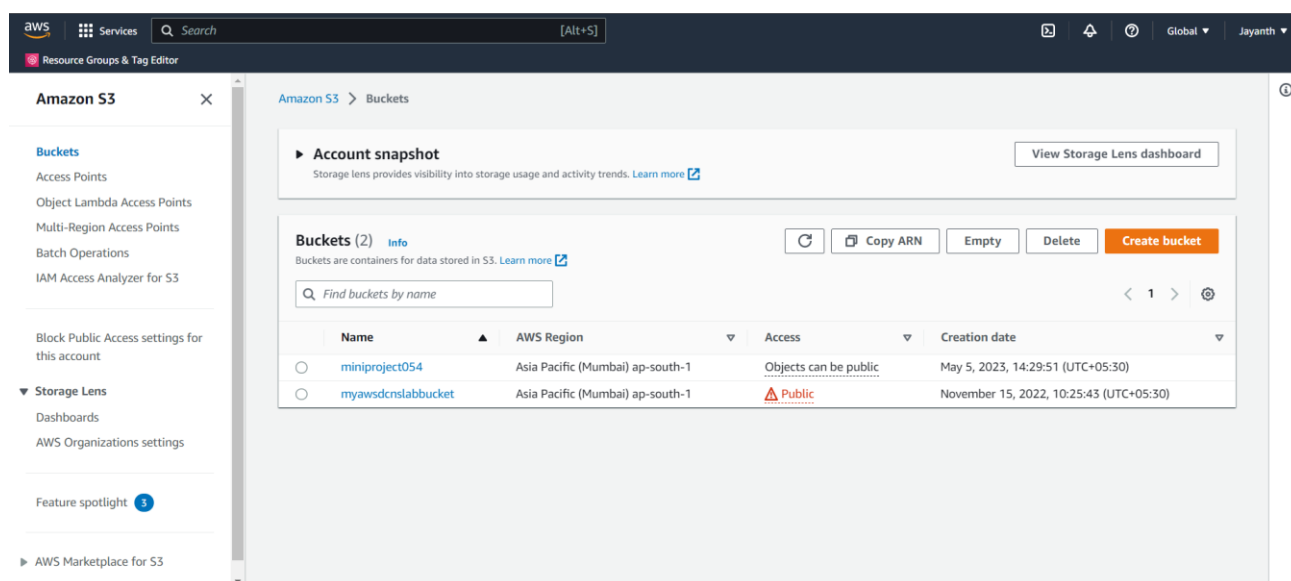 aws
Services
Search
[Alt+S]
Global
Jayanth
Resource Groups & Tag Editor
Amazon S3
Buckets
Access Points
Object Lambda Access Points
Multi-Region Access Points
Batch Operations
IAM Access Analyzer for S3
Block Public Access settings for
this account
Storage Lens
Dashboards
AWS Organizations settings
Feature spotlight 3
AWS Marketplace for S3
Amazon S3 > Buckets
Account snapshot
Storage lens provides visibility into storage usage and activity trends. Learn more
View Storage Lens dashboard
Buckets (2) Info
Buckets are containers for data stored in S3. Learn more
Copy ARN
Empty
Delete
Create bucket
Find buckets by name
1
Name AWS Region Access Creation date
miniproject054 Asia Pacific (Mumbai) ap-south-1 Objects can be public May 5, 2023, 14:29:51 (UTC+05:30)
myawsdcnslabbucket Asia Pacific (Mumbai) ap-south-1 Public November 15, 2022, 10:25:43 (UTC+05:30)